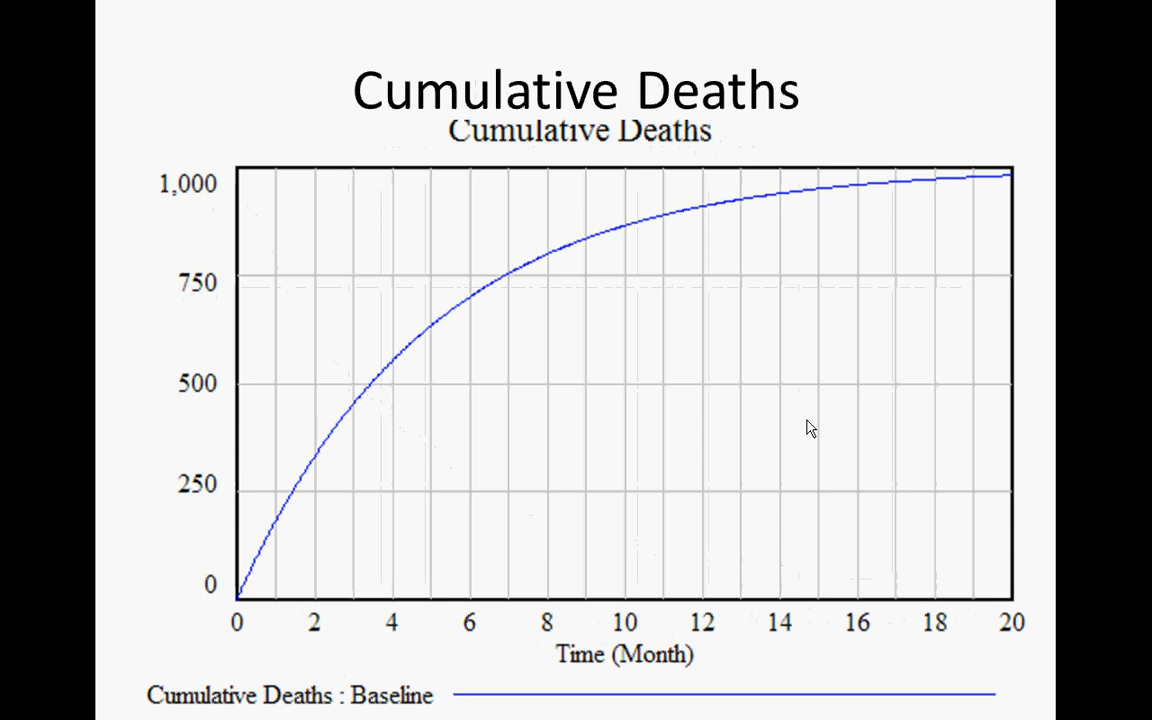 Cumulative Deaths
Cumulative Deaths
1,000
750
500
250
0
0 2 4 6 8 10 12 14 16 18 20
Time (Month)
Cumulative Deaths : Baseline